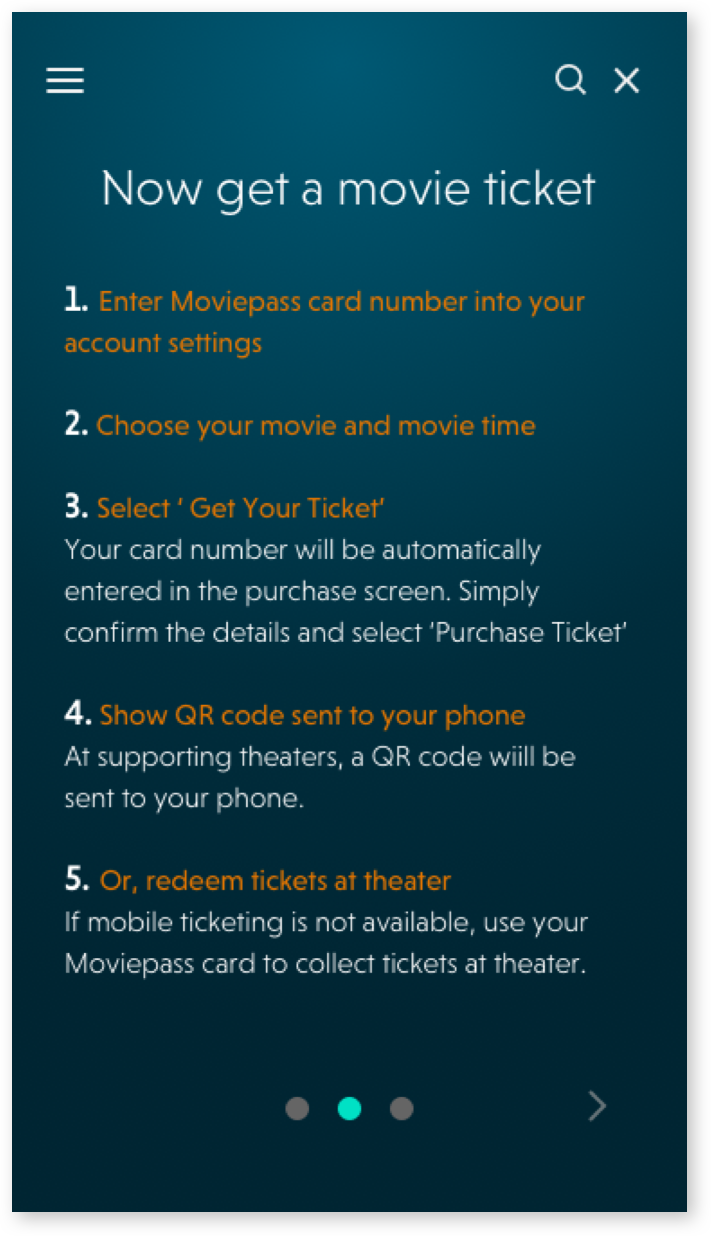 Now get a movie ticket
1. Enter Moviepass card number into your
account settings
2. Choose your movie and movie time
3. Select ‘ Get Your Ticket’
Your card number will be automatically
entered in the purchase screen. Simply
confirm the details and select ‘Purchase Ticket’
4. Show QR code sent to your phone
At supporting theaters, a QR code wiill be
sent to your phone.
5. Or, redeem tickets at theater
If mobile ticketing is not available, use your
Moviepass card to collect tickets at theater.